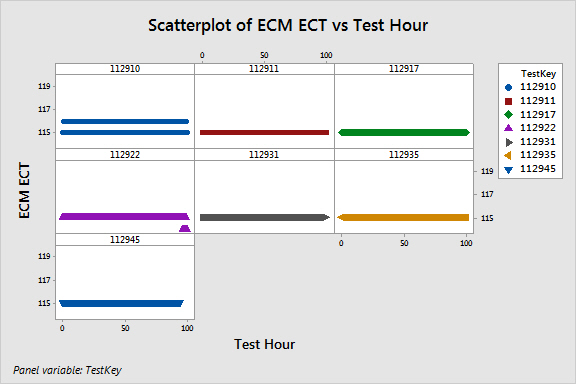 Scatterplot of ECM ECT vs Test Hour
0 50 100
112910 112911 112917
119
117
115
112922 112931 112935
119
117
115
0 50 100
112945
119
117
115
0 50 100
ECM ECT
Test Hour
TestKey
112910
112911
112917
112922
112931
112935
112945
Panel variable: TestKey